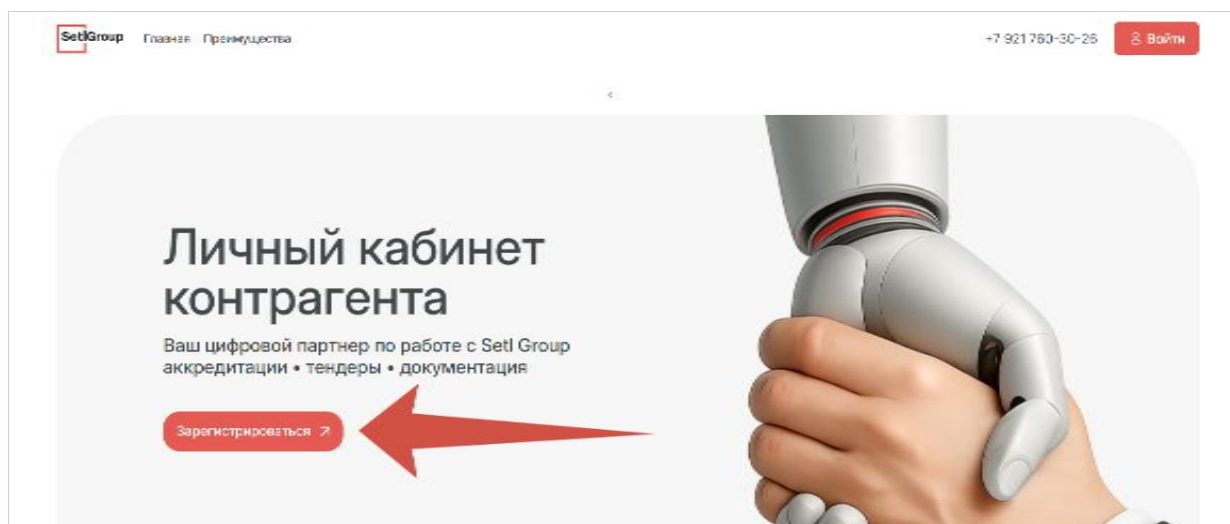 SetlGroup
Главная Преимущества
+7 921 760-30-26
Войти
Личный кабинет
контрагента
Ваш цифровой партнер по работе с Setl Group
аккредитации • тендеры • документация
Зарегистрироваться